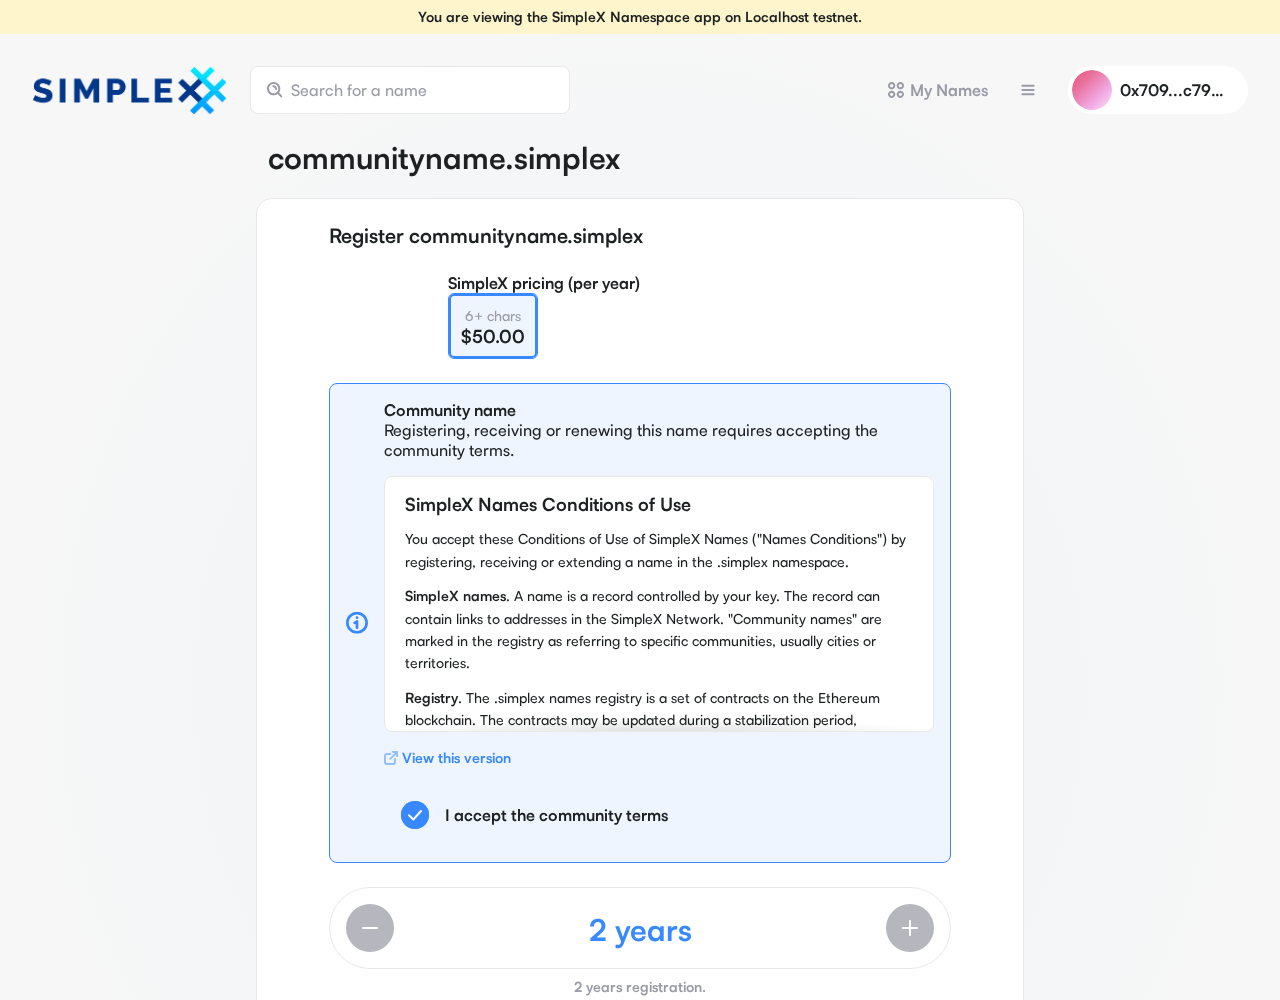 You are viewing the SimpleX Namespace app on Localhost testnet.
SIMPLEX
Search for a name
My Names
0x709...c79...
communityname.simplex
Register communityname.simplex
SimpleX pricing (per year)
6+ chars
$50.00
Community name
Registering, receiving or renewing this name requires accepting the
community terms.
SimpleX Names Conditions of Use
You accept these Conditions of Use of SimpleX Names ("Names Conditions") by
registering, receiving or extending a name in the .simplex namespace.
SimpleX names. A name is a record controlled by your key. The record can
contain links to addresses in the SimpleX Network. "Community names" are
marked in the registry as referring to specific communities, usually cities or
territories.
Registry. The .simplex names registry is a set of contracts on the Ethereum
blockchain. The contracts may be updated during a stabilization period,
View this version
I accept the community terms
2 years
2 years registration.